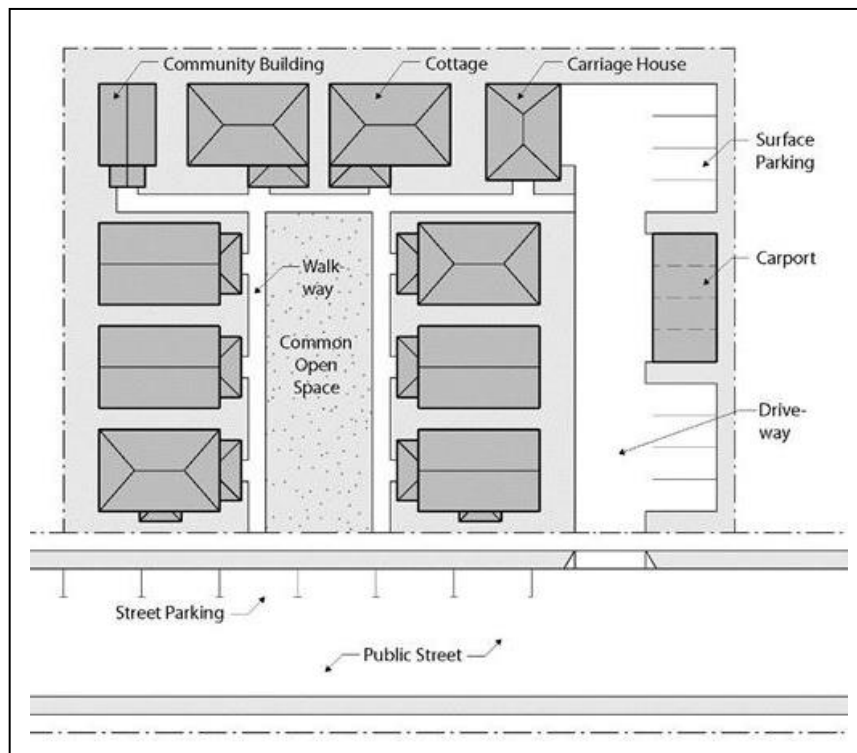 Community Building
Cottage
Carriage House
Surface
Parking
Walk-
way
Carport
Common
Open
Space
Drive-
way
Street Parking
Public Street